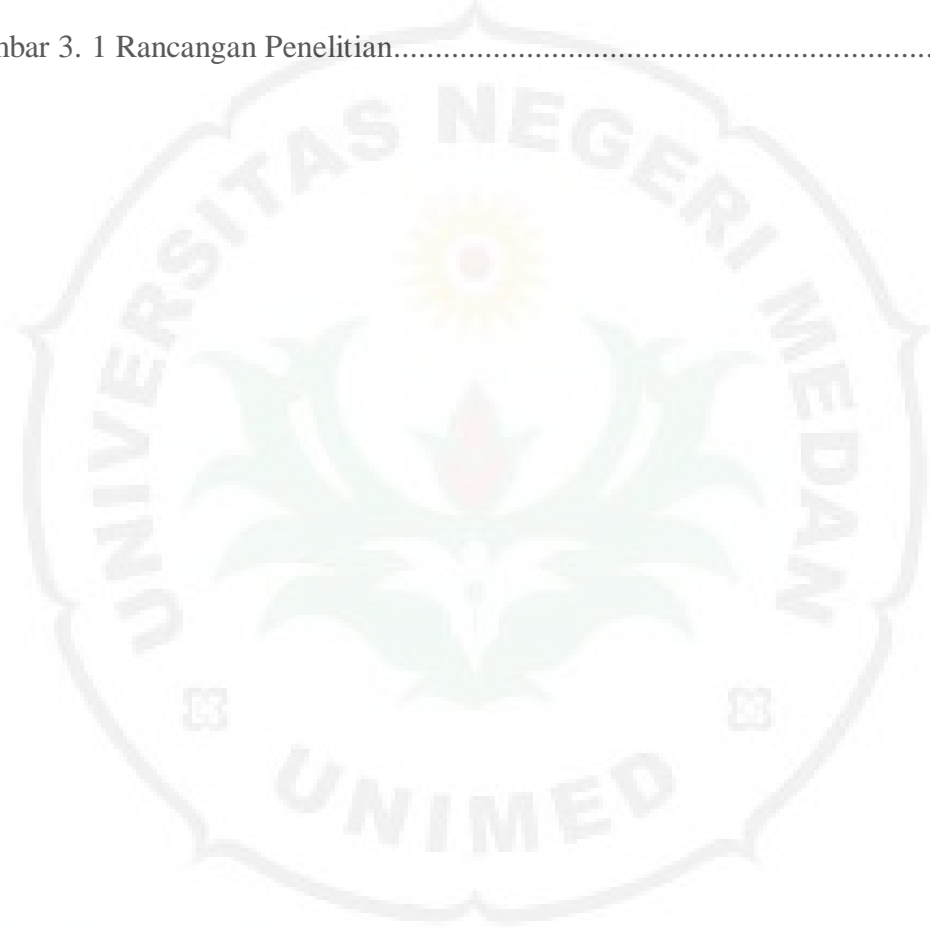 mbar 3. 1 Rancangan Penelitian......................................................................
UNIVERSITAS NEGERI MEDAN
UNIMED